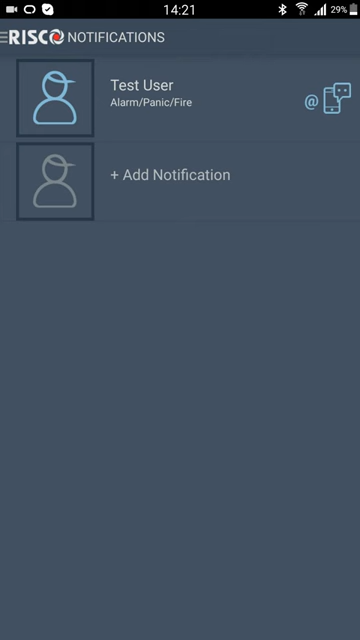 14:21
29%
RISCO NOTIFICATIONS
Test User
Alarm/Panic/Fire
@
+ Add Notification